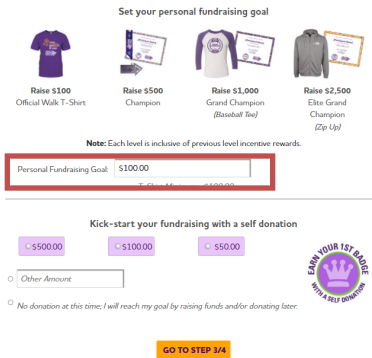 Set your personal fundraising goal
Raise $100 Raise $500 Raise $1,000 Raise $2,500
Official Walk T-Shirt Champion Grand Champion Elite Grand
(Baseball Tee) Champion
(Zip Up)
Note: Each level is inclusive of previous level incentive rewards.
Personal Fundraising Goal: $100.00
Kick-start your fundraising with a self donation
$500.00 $100.00 $50.00
EARN YOUR 1ST BADGE
WITH A SELF DONATION
Other Amount
No donation at this time; I will reach my goal by raising funds and/or donating later.
GO TO STEP 3/4